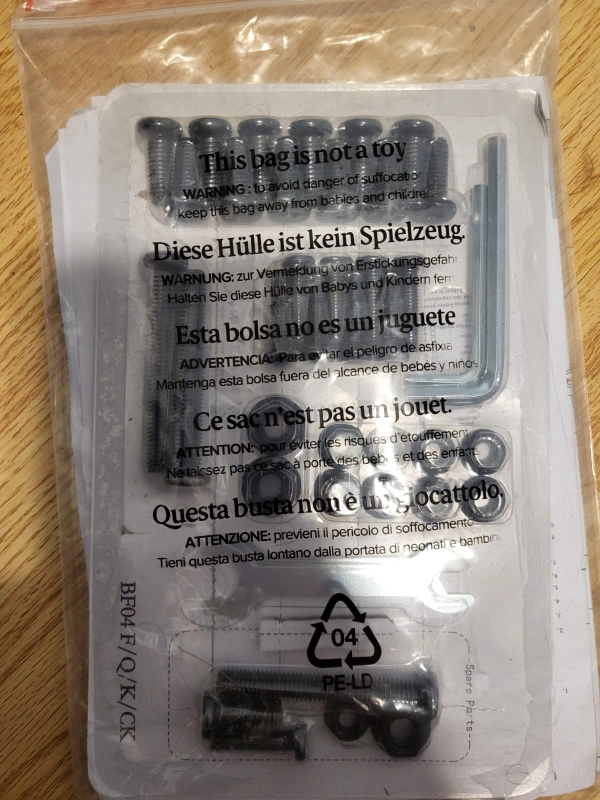 This bag is not a toy
WARNING: to avoid danger of suffocation
keep this bag away from babies and children
Diese Hülle ist kein Spielzeug.
WARNUNG: zur Vermeidung von Erstickungsgefahr
Halten Sie diese Hülle von Babys und Kindern fern
Esta bolsa no es un juguete
ADVERTENCIA: Para evitar el peligro de asfixia
Mantenga esta bolsa fuera del alcance de bebés y niños
Ce sac n'est pas un jouet.
ATTENTION: pour éviter les risques d'étouffement
Ne laissez pas ce sac à porté des bebes et des enfants
Questa busta non è un giocattolo.
ATTENZIONE: previeni il pericolo di soffocamento
Tieni questa busta lontano dalla portata di neonati e bambini
04
PE-LD
BF04 F/Q/K/CK
Spare Parts